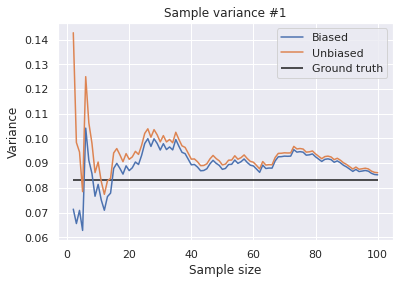 Sample variance #1
Biased
Unbiased
Ground truth
Variance
0.14
0.13
0.12
0.11
0.10
0.09
0.08
0.07
0.06
0
20
40
60
80
100
Sample size